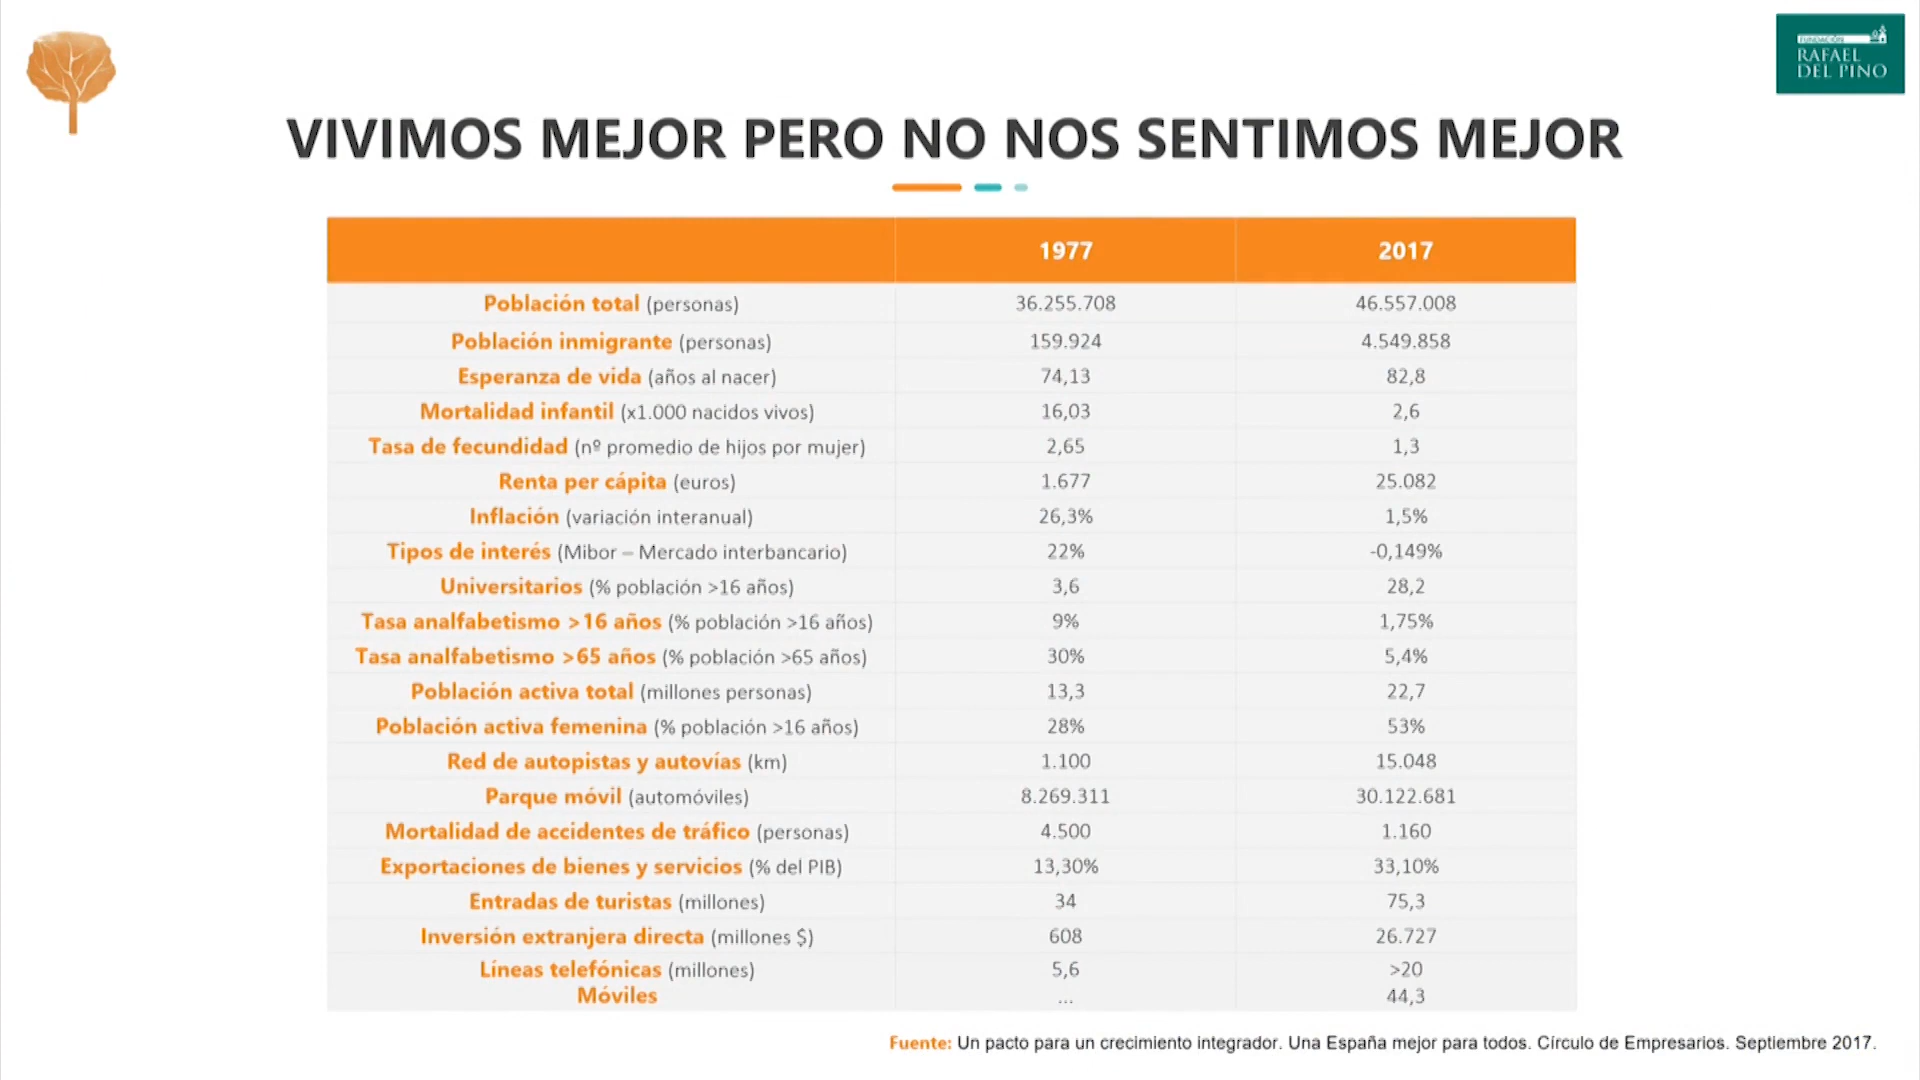 FUNDACIÓN
RAFAEL
DEL PINO
VIVIMOS MEJOR PERO NO NOS SENTIMOS MEJOR
1977 2017
Población total (personas) 36.255.708 46.557.008
Población inmigrante (personas) 159.924 4.549.858
Esperanza de vida (años al nacer) 74,13 82,8
Mortalidad infantil (x1.000 nacidos vivos) 16,03 2,6
Tasa de fecundidad (nº promedio de hijos por mujer) 2,65 1,3
Renta per cápita (euros) 1.677 25.082
Inflación (variación interanual) 26,3% 1,5%
Tipos de interés (Mibor – Mercado interbancario) 22% -0,149%
Universitarios (% población >16 años) 3,6 28,2
Tasa analfabetismo >16 años (% población >16 años) 9% 1,75%
Tasa analfabetismo >65 años (% población >65 años) 30% 5,4%
Población activa total (millones personas) 13,3 22,7
Población activa femenina (% población >16 años) 28% 53%
Red de autopistas y autovías (km) 1.100 15.048
Parque móvil (automóviles) 8.269.311 30.122.681
Mortalidad de accidentes de tráfico (personas) 4.500 1.160
Exportaciones de bienes y servicios (% del PIB) 13,30% 33,10%
Entradas de turistas (millones) 34 75,3
Inversión extranjera directa (millones $) 608 26.727
Líneas telefónicas (millones) 5,6 >20
Móviles ... 44,3
Fuente: Un pacto para un crecimiento integrador. Una España mejor para todos. Círculo de Empresarios. Septiembre 2017.